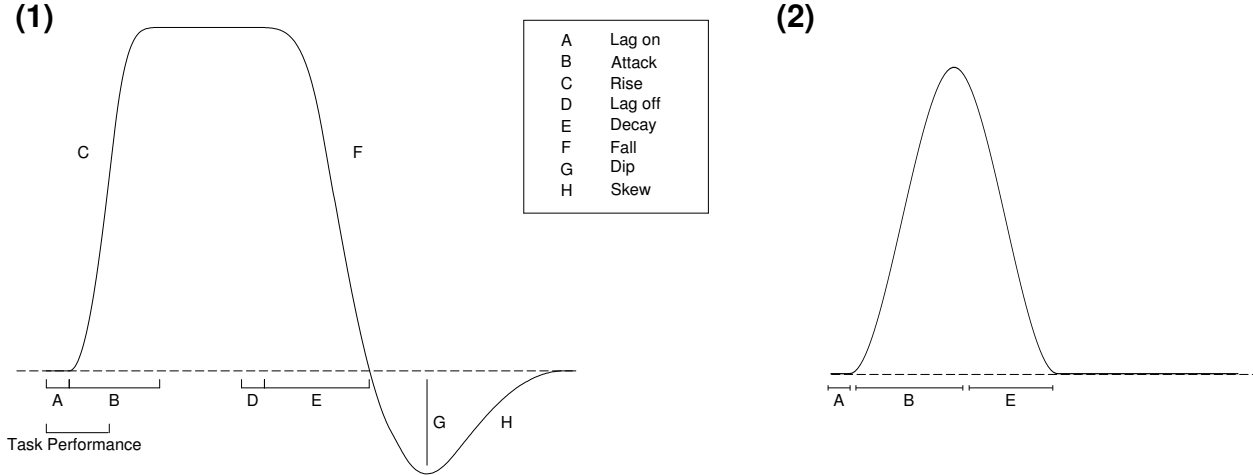 (1)
(2)
A Lag on
B Attack
C Rise
D Lag off
E Decay
F Fall
G Dip
H Skew
C
F
A B D E
G H
Task Performance
A B E